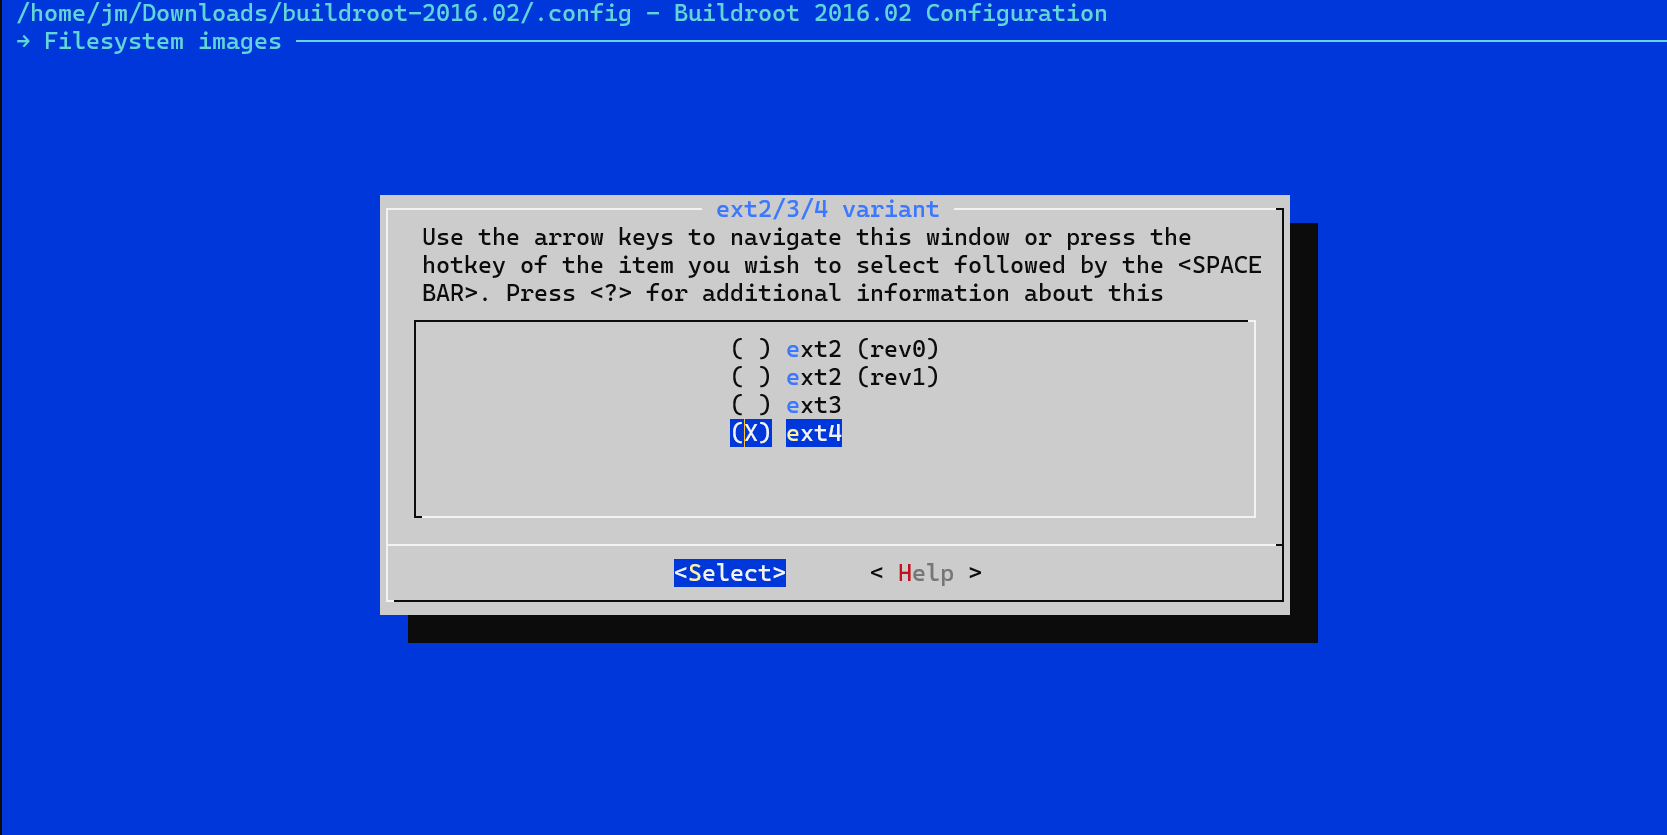 /home/jm/Downloads/buildroot-2016.02/.config - Buildroot 2016.02 Configuration
→ Filesystem images
ext2/3/4 variant
Use the arrow keys to navigate this window or press the
hotkey of the item you wish to select followed by the <SPACE
BAR>. Press <?> for additional information about this
( ) ext2 (rev0)
( ) ext2 (rev1)
( ) ext3
(X) ext4
<Select> < Help >